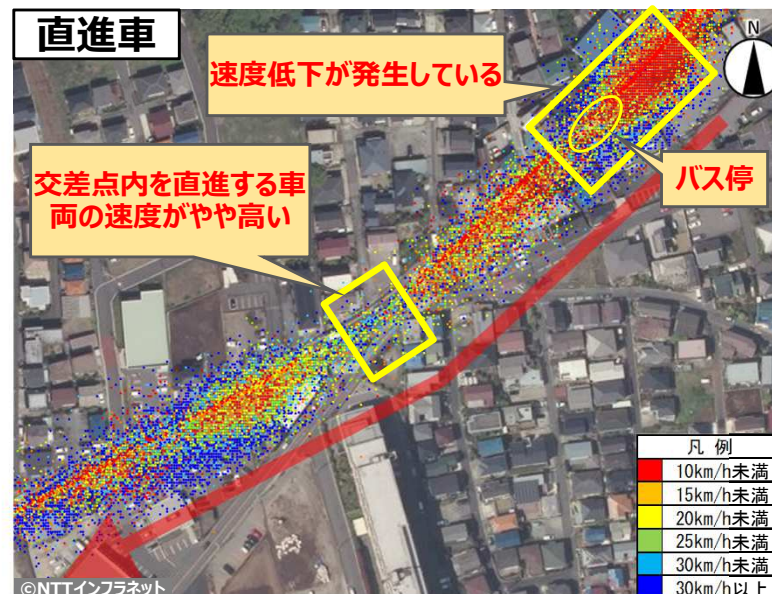 直進車
速度低下が発生している
N
交差点内を直進する車
両の速度がやや高い
バス停
凡 例
10km/h未満
15km/h未満
20km/h未満
25km/h未満
30km/h未満
30km/h以上
©NTTインフラネット